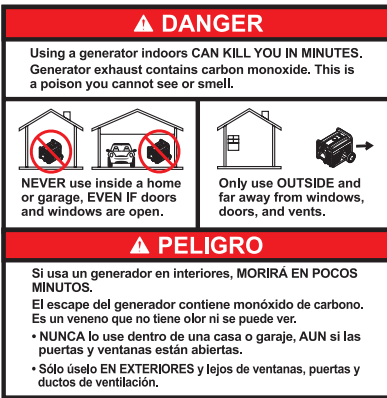 DANGER
Using a generator indoors CAN KILL YOU IN MINUTES.
Generator exhaust contains carbon monoxide. This is
a poison you cannot see or smell.
NEVER use inside a home
or garage, EVEN IF doors
and windows are open.
Only use OUTSIDE and
far away from windows,
doors, and vents.
PELIGRO
Si usa un generador en interiores, MORIRÁ EN POCOS
MINUTOS.
El escape del generador contiene monóxido de carbono.
Es un veneno que no tiene olor ni se puede ver.
• NUNCA lo use dentro de una casa o garaje, AUN si las
puertas y ventanas están abiertas.
• Sólo úselo EN EXTERIORES y lejos de ventanas, puertas y
ductos de ventilación.